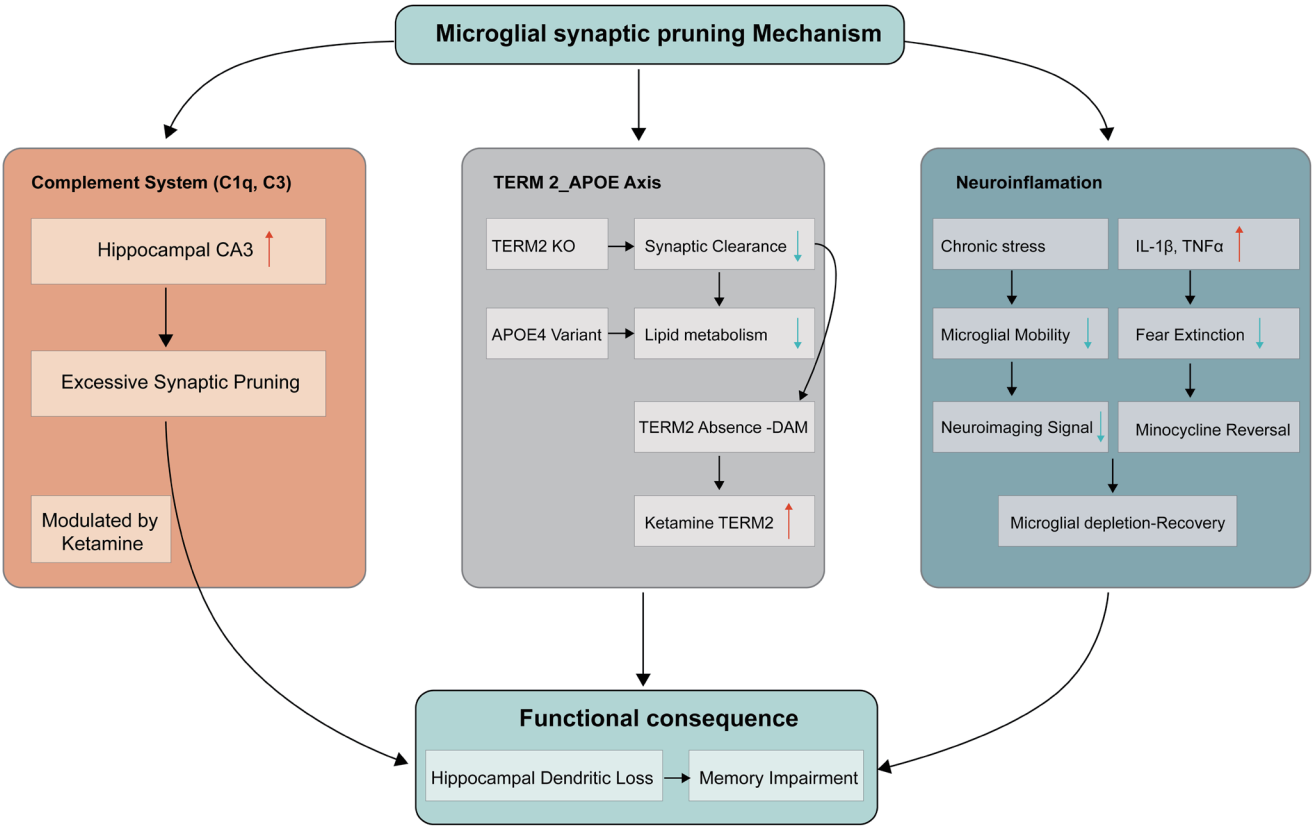 Microglial synaptic pruning Mechanism
Complement System (C1q, C3)
Hippocampal CA3
Excessive Synaptic Pruning
Modulated by
Ketamine
TERM 2_APOE Axis
TERM2 KO
Synaptic Clearance
APOE4 Variant
Lipid metabolism
TERM2 Absence -DAM
Ketamine TERM2
Neuroinflamation
Chronic stress
IL-1β, TNFα
Microglial Mobility
Fear Extinction
Neuroimaging Signal
Minocycline Reversal
Microglial depletion-Recovery
Functional consequence
Hippocampal Dendritic Loss
Memory Impairment